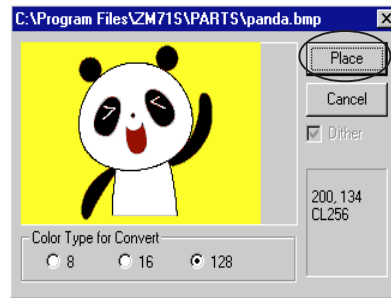 C:\Program Files\ZM71S\PARTS\panda.bmp
Place
Cancel
Dither
200, 134
CL256
Color Type for Convert
8 16 128